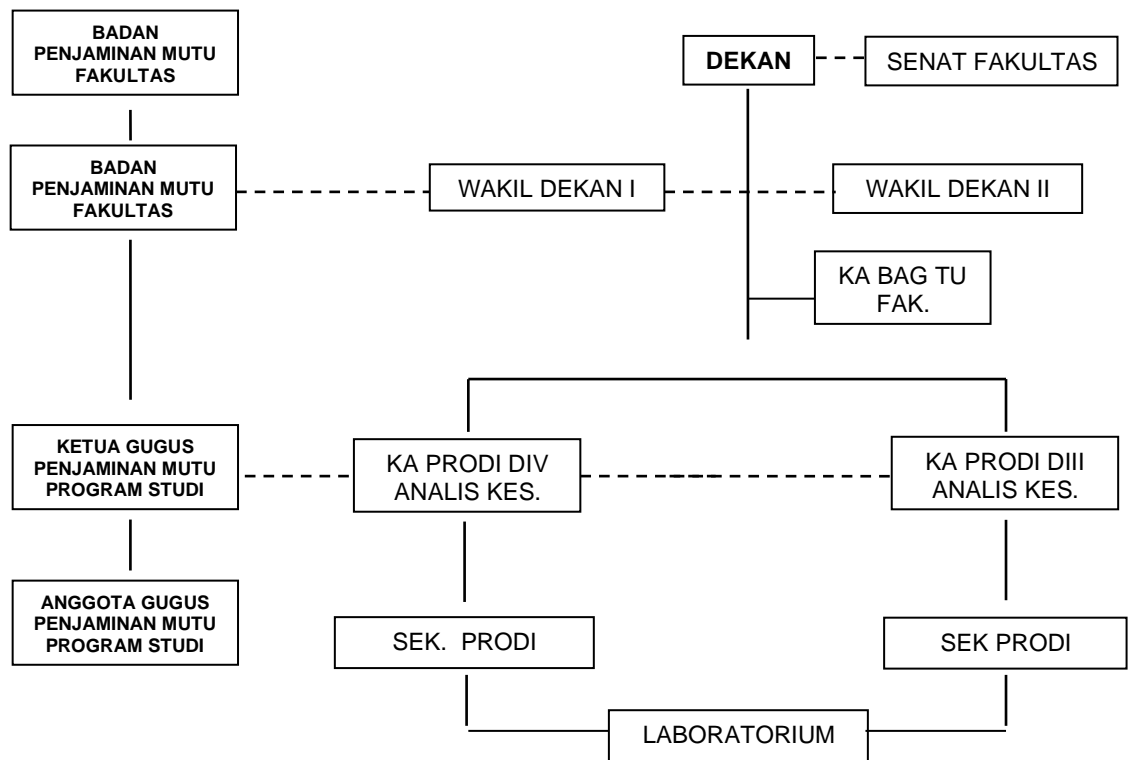 BADAN
PENJAMINAN MUTU
FAKULTAS
DEKAN
SENAT FAKULTAS
BADAN
PENJAMINAN MUTU
FAKULTAS
WAKIL DEKAN I
WAKIL DEKAN II
KA BAG TU
FAK.
KETUA GUGUS
PENJAMINAN MUTU
PROGRAM STUDI
KA PRODI DIV
ANALIS KES.
KA PRODI DIII
ANALIS KES.
ANGGOTA GUGUS
PENJAMINAN MUTU
PROGRAM STUDI
SEK. PRODI
SEK PRODI
LABORATORIUM